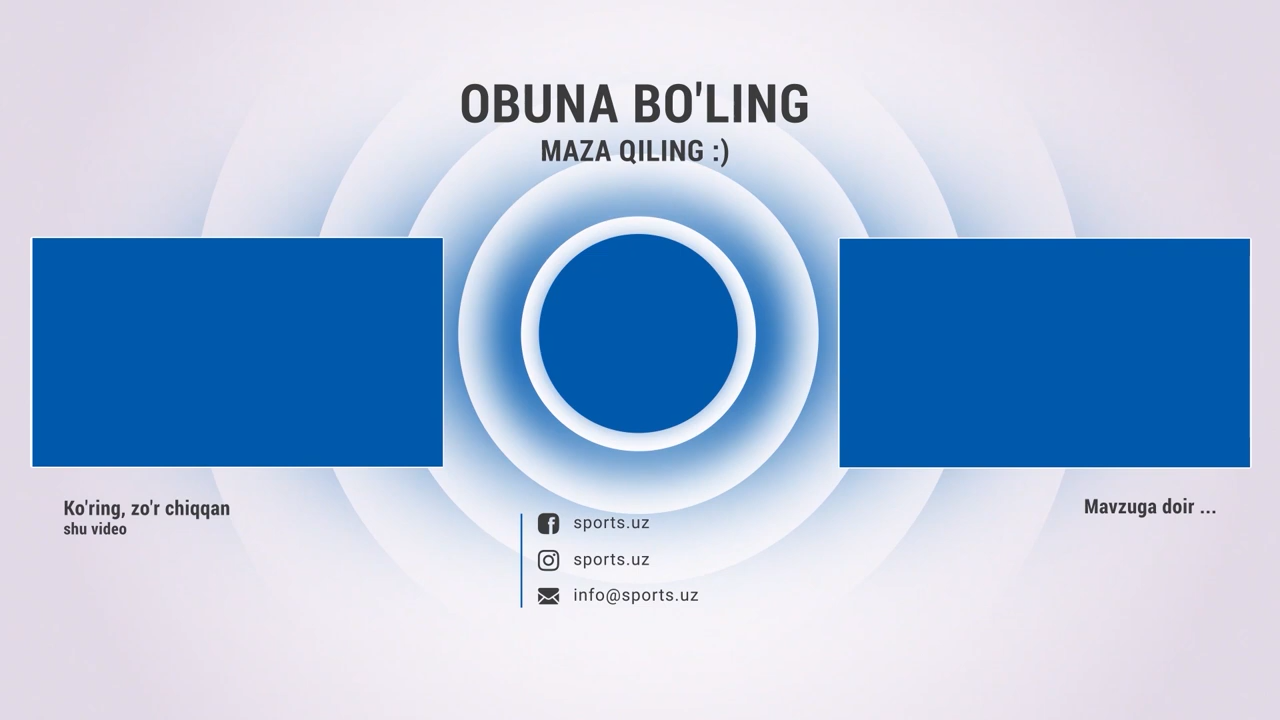 OBUNA BO'LING
MAZA QILING :)
Ko'ring, zo'r chiqqan
shu video
Mavzuga doir ...
sports.uz
sports.uz
info@sports.uz